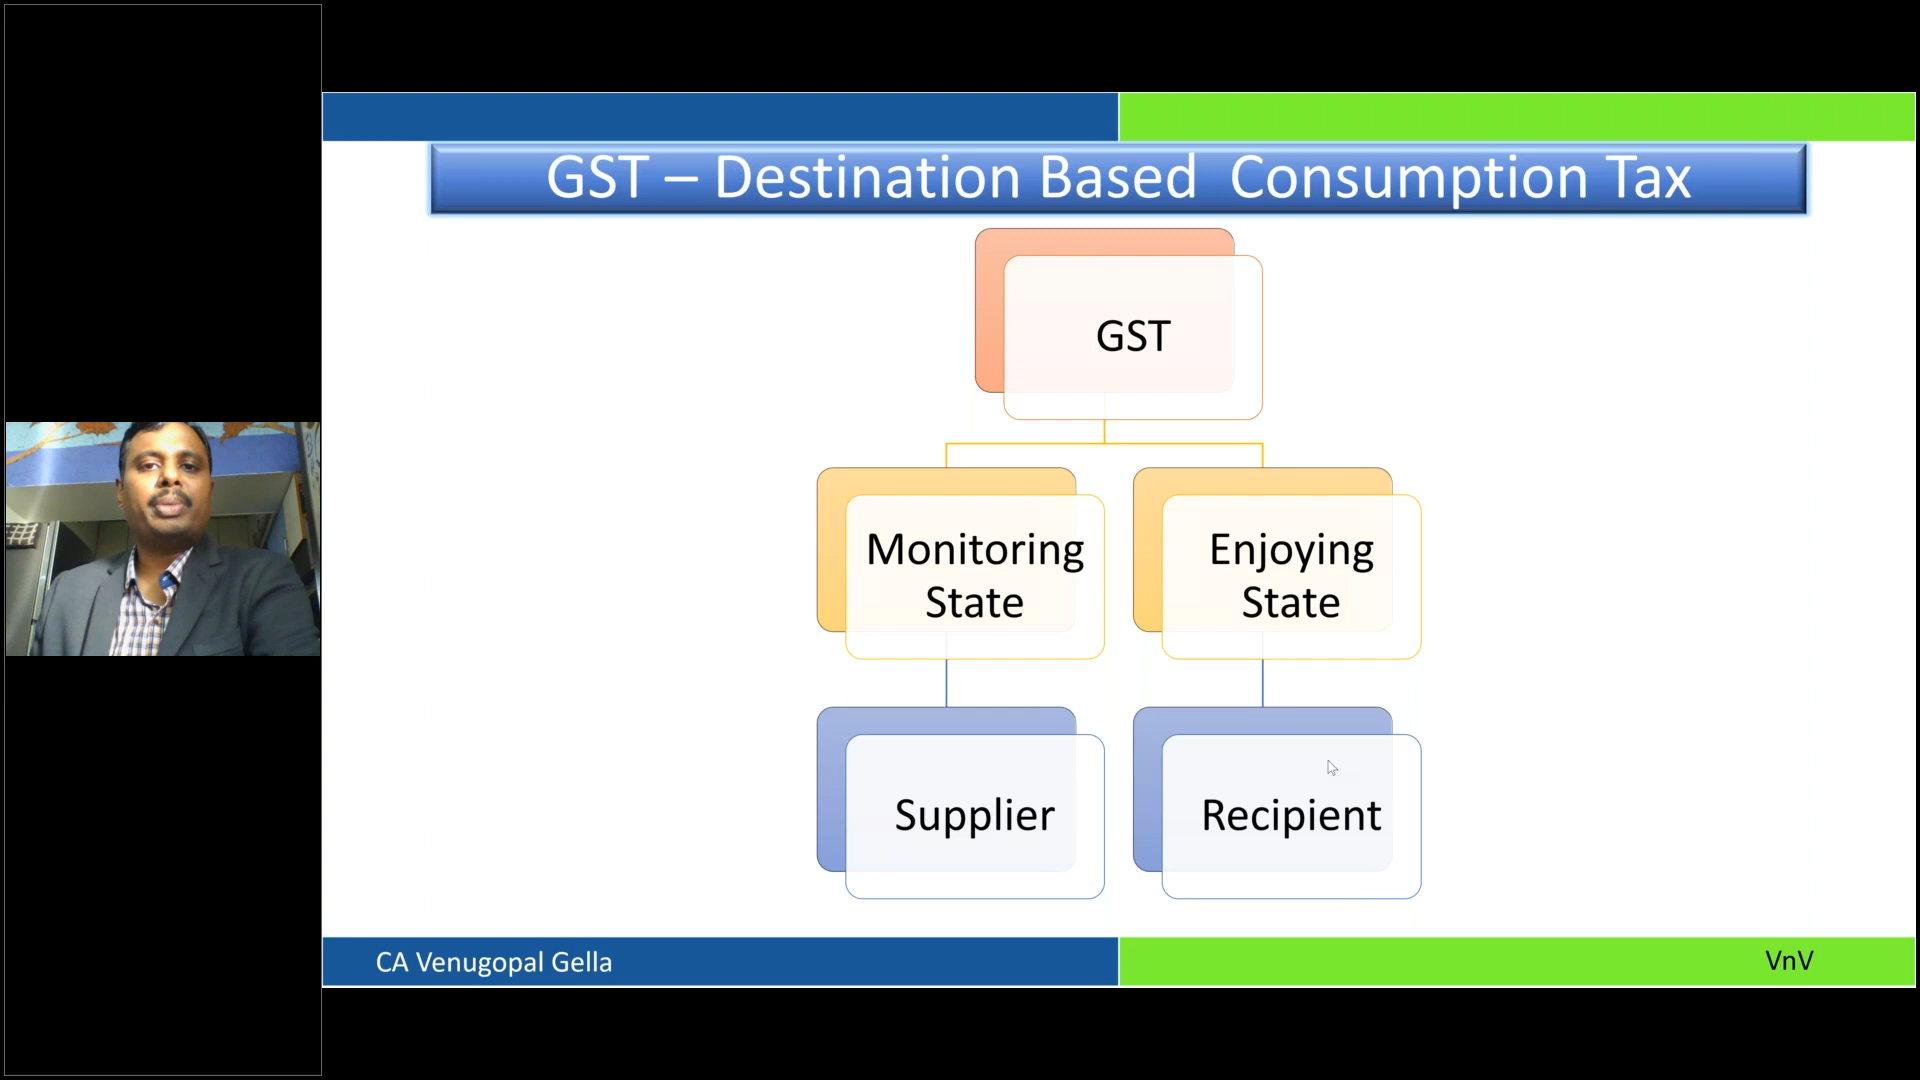 GST – Destination Based  Consumption Tax
GST
Monitoring
State
Enjoying
State
Supplier
Recipient
CA Venugopal Gella
VnV